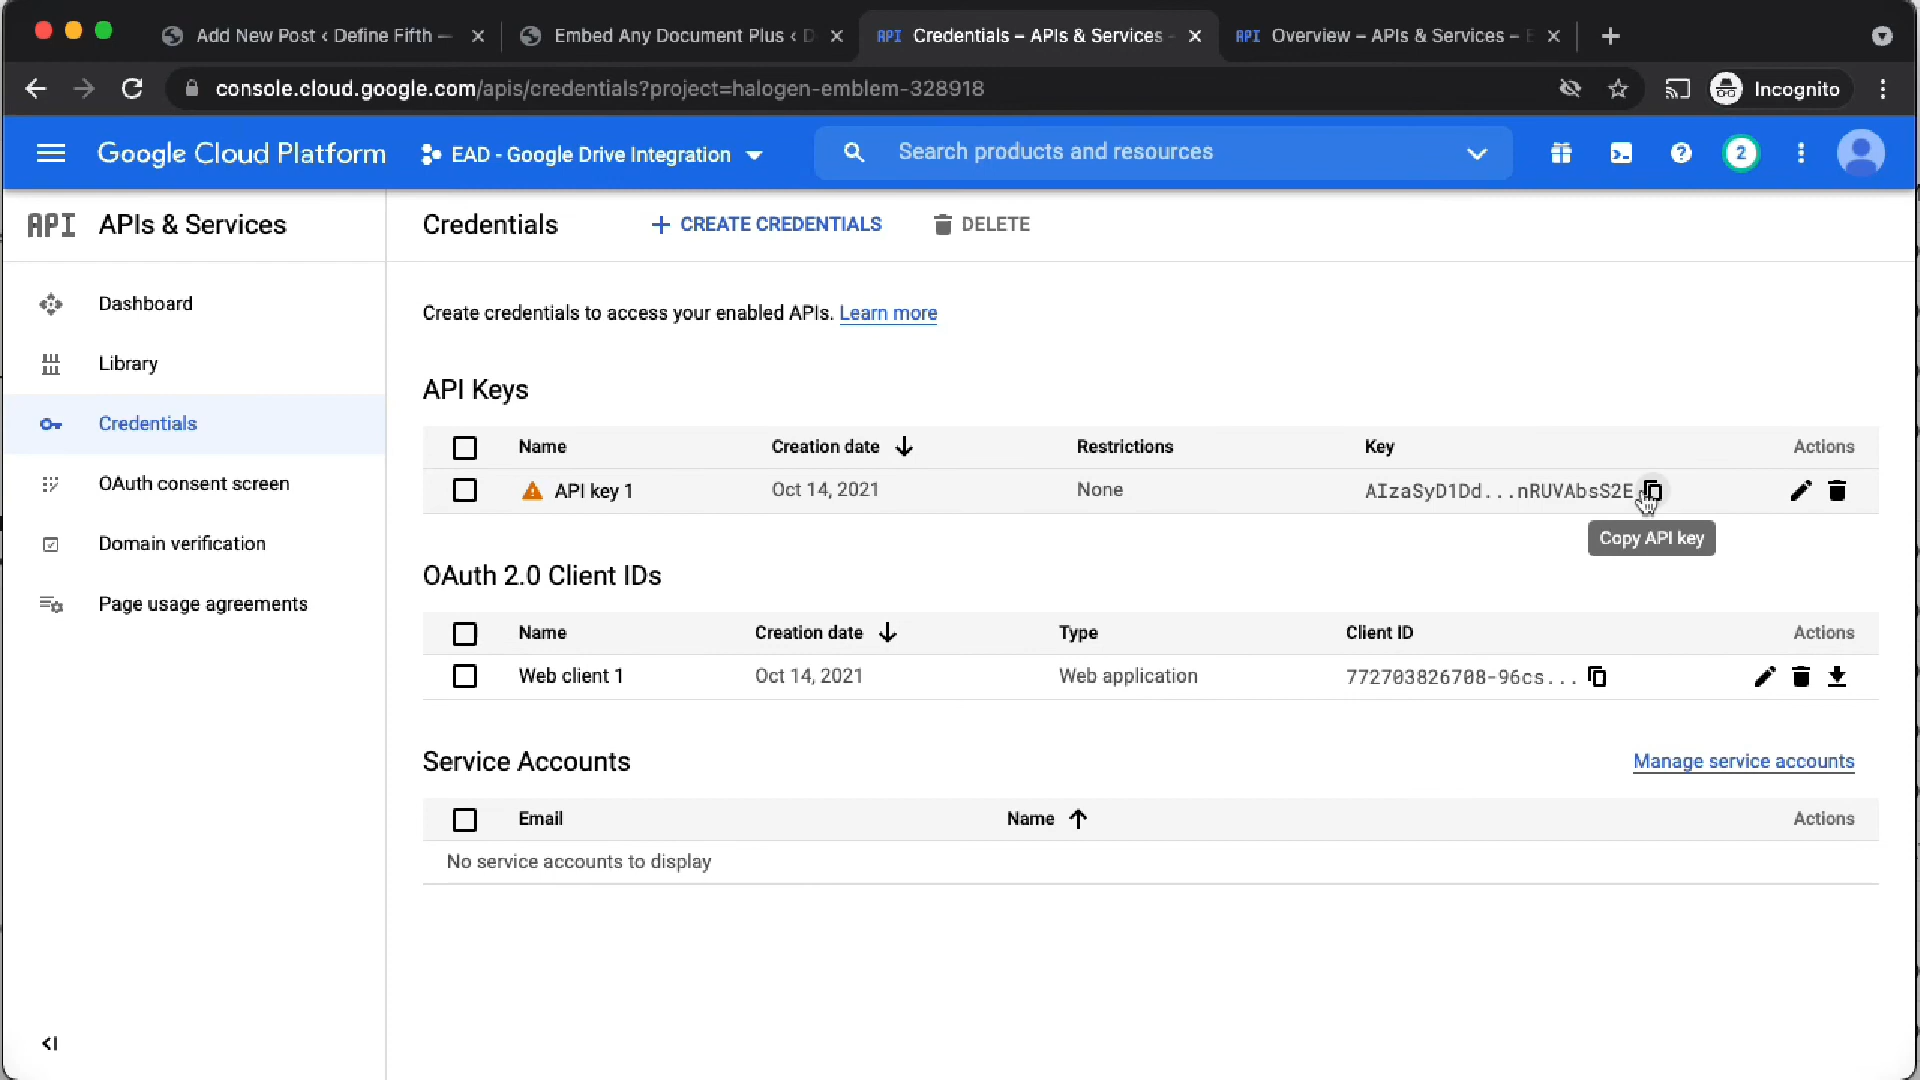 Add New Post ‹ Define Fifth —
Embed Any Document Plus ‹ D
API Credentials – APIs & Services -
API Overview – APIs & Services – E
console.cloud.google.com/apis/credentials?project=halogen-emblem-328918
Incognito
Google Cloud Platform
EAD - Google Drive Integration
Search products and resources
2
API APIs & Services
Credentials
+ CREATE CREDENTIALS
DELETE
Dashboard
Library
Credentials
OAuth consent screen
Domain verification
Page usage agreements
Create credentials to access your enabled APIs. Learn more
API Keys
Name Creation date Restrictions Key Actions
API key 1 Oct 14, 2021 None AIzaSyD1Dd...nRUVAbsS2E
Copy API key
OAuth 2.0 Client IDs
Name Creation date Type Client ID Actions
Web client 1 Oct 14, 2021 Web application 772703826708-96cs...
Service Accounts
Manage service accounts
Email Name Actions
No service accounts to display